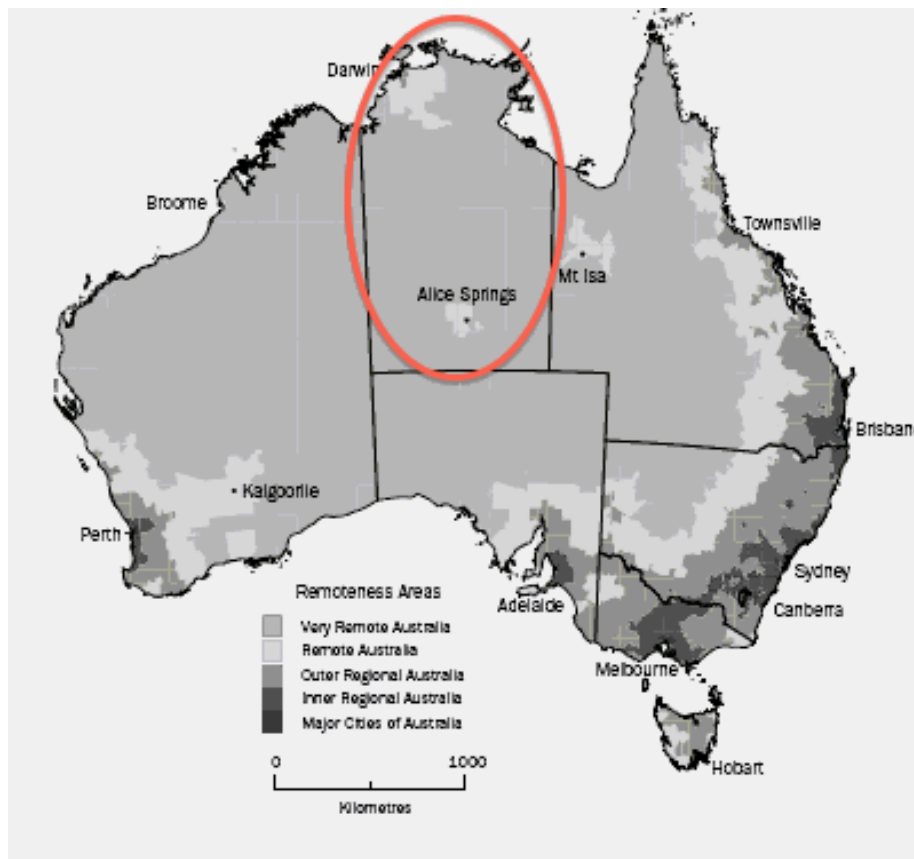 Darwin
Broome
Townsville
Mt Isa
Alice Springs
Brisban
Kalgoorlie
Perth
Sydney
Adelaide
Canberra
Melbourne
Hobart
Remoteness Areas
Very Remote Australia
Remote Australia
Outer Regional Australia
Inner Regional Australia
Major Cities of Australia
0 1000
Kilometres